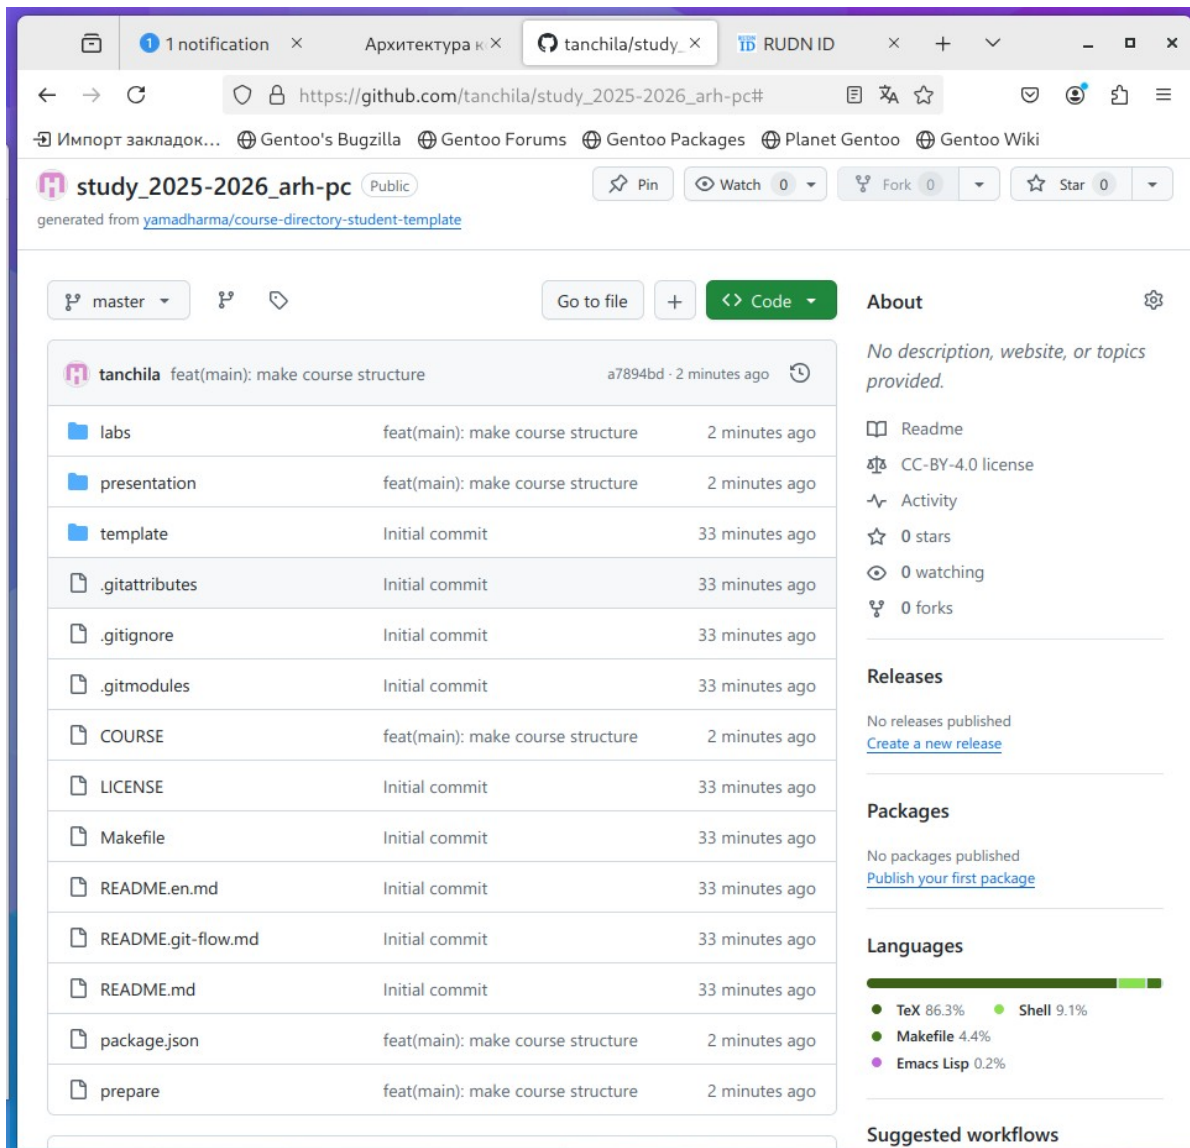 1 1 notification
Архитектура к
tanchila/study_
RUDN ID
https://github.com/tanchila/study_2025-2026_arh-pc#
Импорт закладок...
Gentoo's Bugzilla
Gentoo Forums
Gentoo Packages
Planet Gentoo
Gentoo Wiki
study_2025-2026_arh-pc Public
Pin
Watch 0
Fork 0
Star 0
generated from yamadharma/course-directory-student-template
master
Go to file
Code
tanchila feat(main): make course structure a7894bd · 2 minutes ago
labs feat(main): make course structure 2 minutes ago
presentation feat(main): make course structure 2 minutes ago
template Initial commit 33 minutes ago
.gitattributes Initial commit 33 minutes ago
.gitignore Initial commit 33 minutes ago
.gitmodules Initial commit 33 minutes ago
COURSE feat(main): make course structure 2 minutes ago
LICENSE Initial commit 33 minutes ago
Makefile Initial commit 33 minutes ago
README.en.md Initial commit 33 minutes ago
README.git-flow.md Initial commit 33 minutes ago
README.md Initial commit 33 minutes ago
package.json feat(main): make course structure 2 minutes ago
prepare feat(main): make course structure 2 minutes ago
About
No description, website, or topics
provided.
Readme
CC-BY-4.0 license
Activity
0 stars
0 watching
0 forks
Releases
No releases published
Create a new release
Packages
No packages published
Publish your first package
Languages
TeX 86.3% Shell 9.1%
Makefile 4.4%
Emacs Lisp 0.2%
Suggested workflows